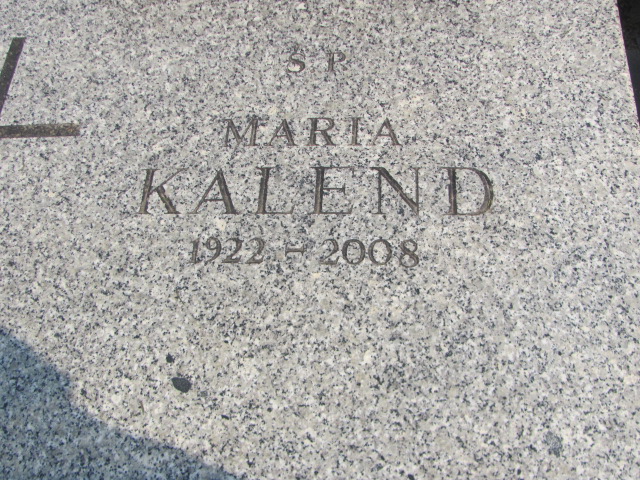 S P
MARIA
KALEND
1922 - 2008